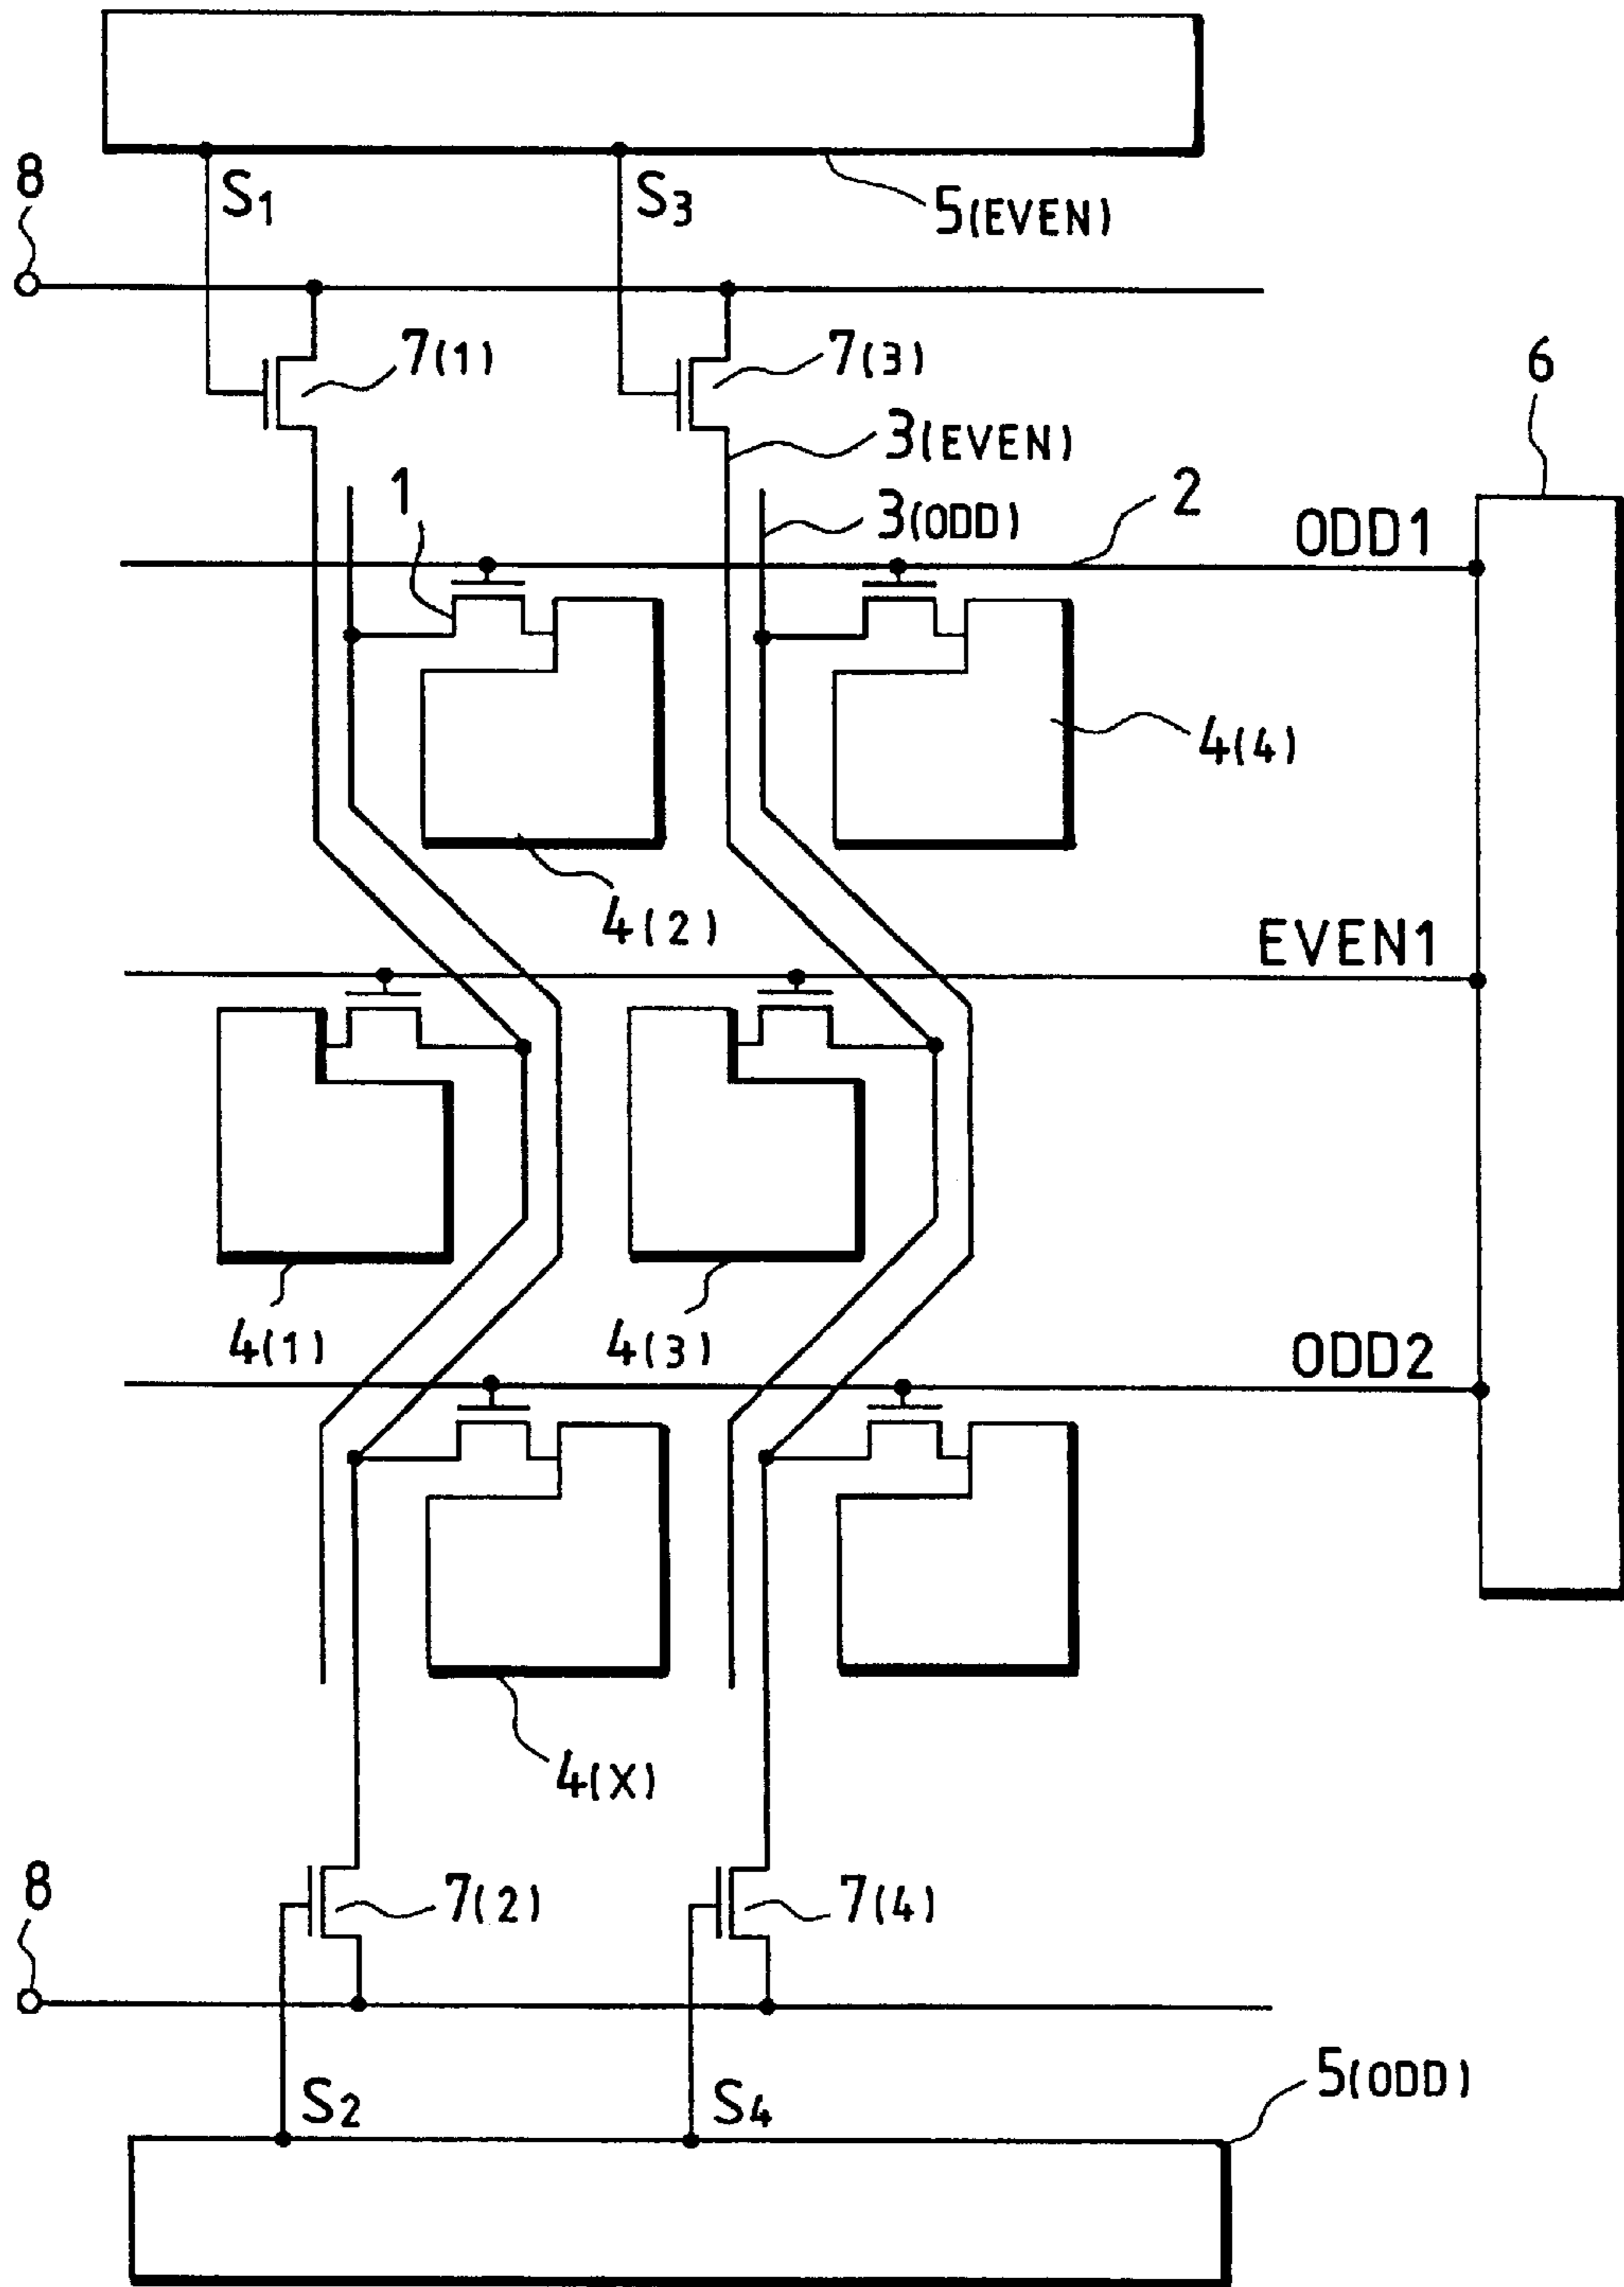 8
S1
S3
5(EVEN)
7(1)
7(3)
6
3(EVEN)
1
3(ODD)
2
ODD1
4(4)
4(2)
EVEN1
4(1)
4(3)
ODD2
4(X)
8
7(2)
7(4)
S2
S4
5(ODD)